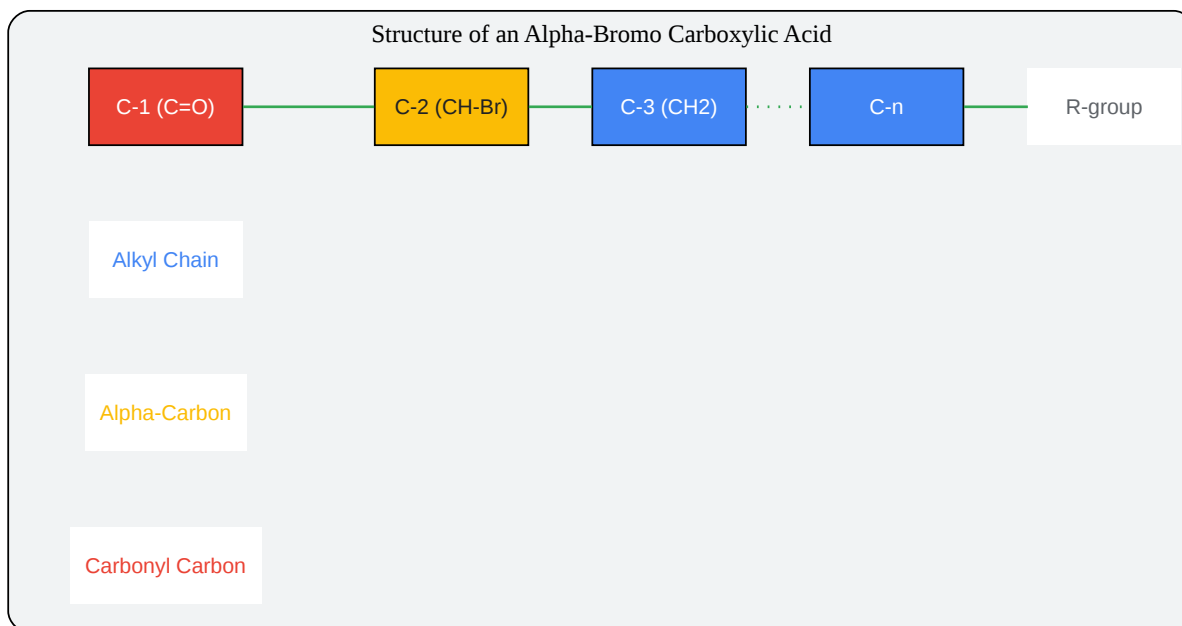 Structure of an Alpha-Bromo Carboxylic Acid
C-1 (C=O)
C-2 (CH-Br)
C-3 (CH2)
C-n
R-group
Alkyl Chain
Alpha-Carbon
Carbonyl Carbon